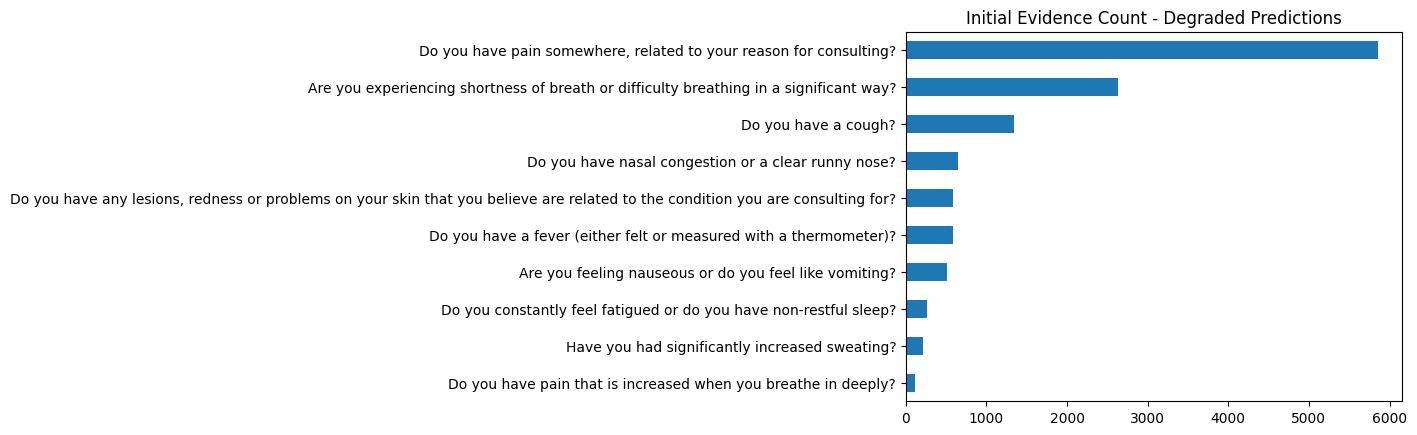 Initial Evidence Count - Degraded Predictions
Do you have pain somewhere, related to your reason for consulting?
Are you experiencing shortness of breath or difficulty breathing in a significant way?
Do you have a cough?
Do you have nasal congestion or a clear runny nose?
Do you have any lesions, redness or problems on your skin that you believe are related to the condition you are consulting for?
Do you have a fever (either felt or measured with a thermometer)?
Are you feeling nauseous or do you feel like vomiting?
Do you constantly feel fatigued or do you have non-restful sleep?
Have you had significantly increased sweating?
Do you have pain that is increased when you breathe in deeply?
0 1000 2000 3000 4000 5000 6000